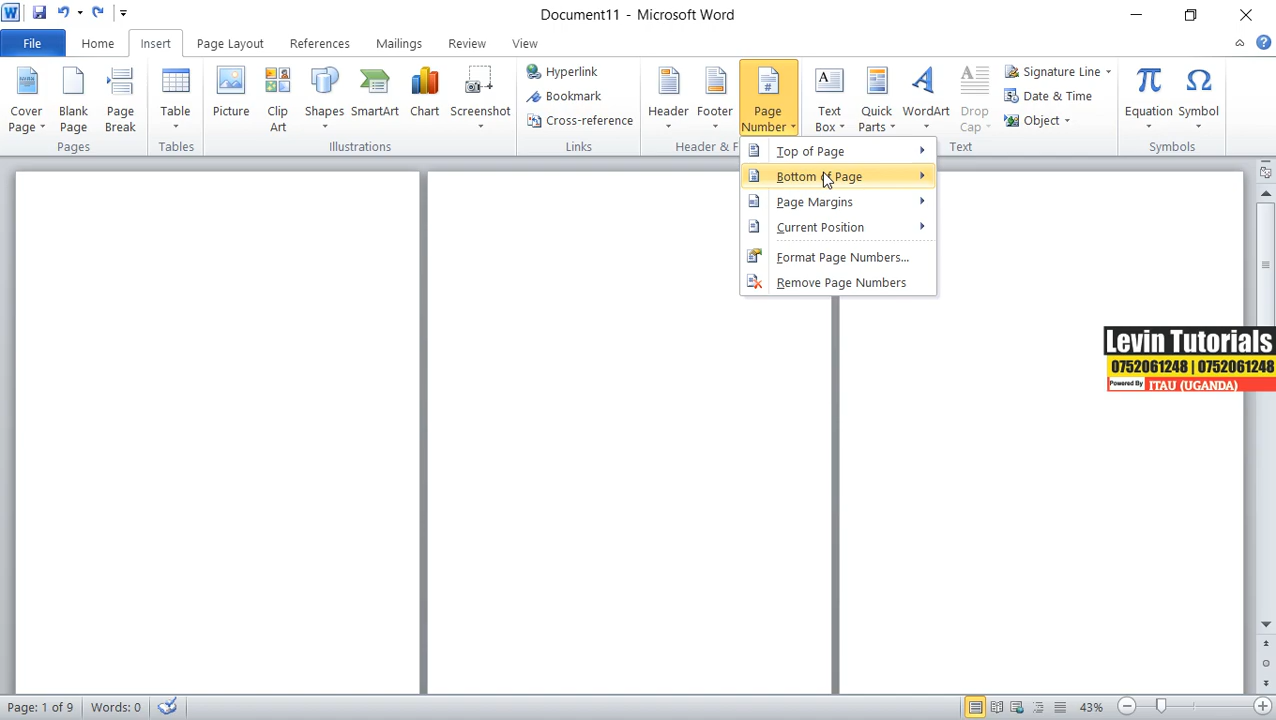 Document11 - Microsoft Word
File Home Insert Page Layout References Mailings Review View
Cover Page
Blank Page
Page Break
Pages
Table
Tables
Picture
Clip Art
Shapes
SmartArt
Chart
Screenshot
Illustrations
Hyperlink
Bookmark
Cross-reference
Links
Header
Footer
Page Number
Header & F
Text Box
Quick Parts
WordArt
Drop Cap
Signature Line
Date & Time
Object
Text
Equation
Symbol
Symbols
Top of Page
Bottom of Page
Page Margins
Current Position
Format Page Numbers...
Remove Page Numbers
Levin Tutorials
0752061248 | 0752061248
Powered By ITAU (UGANDA)
Page: 1 of 9 Words: 0 43%